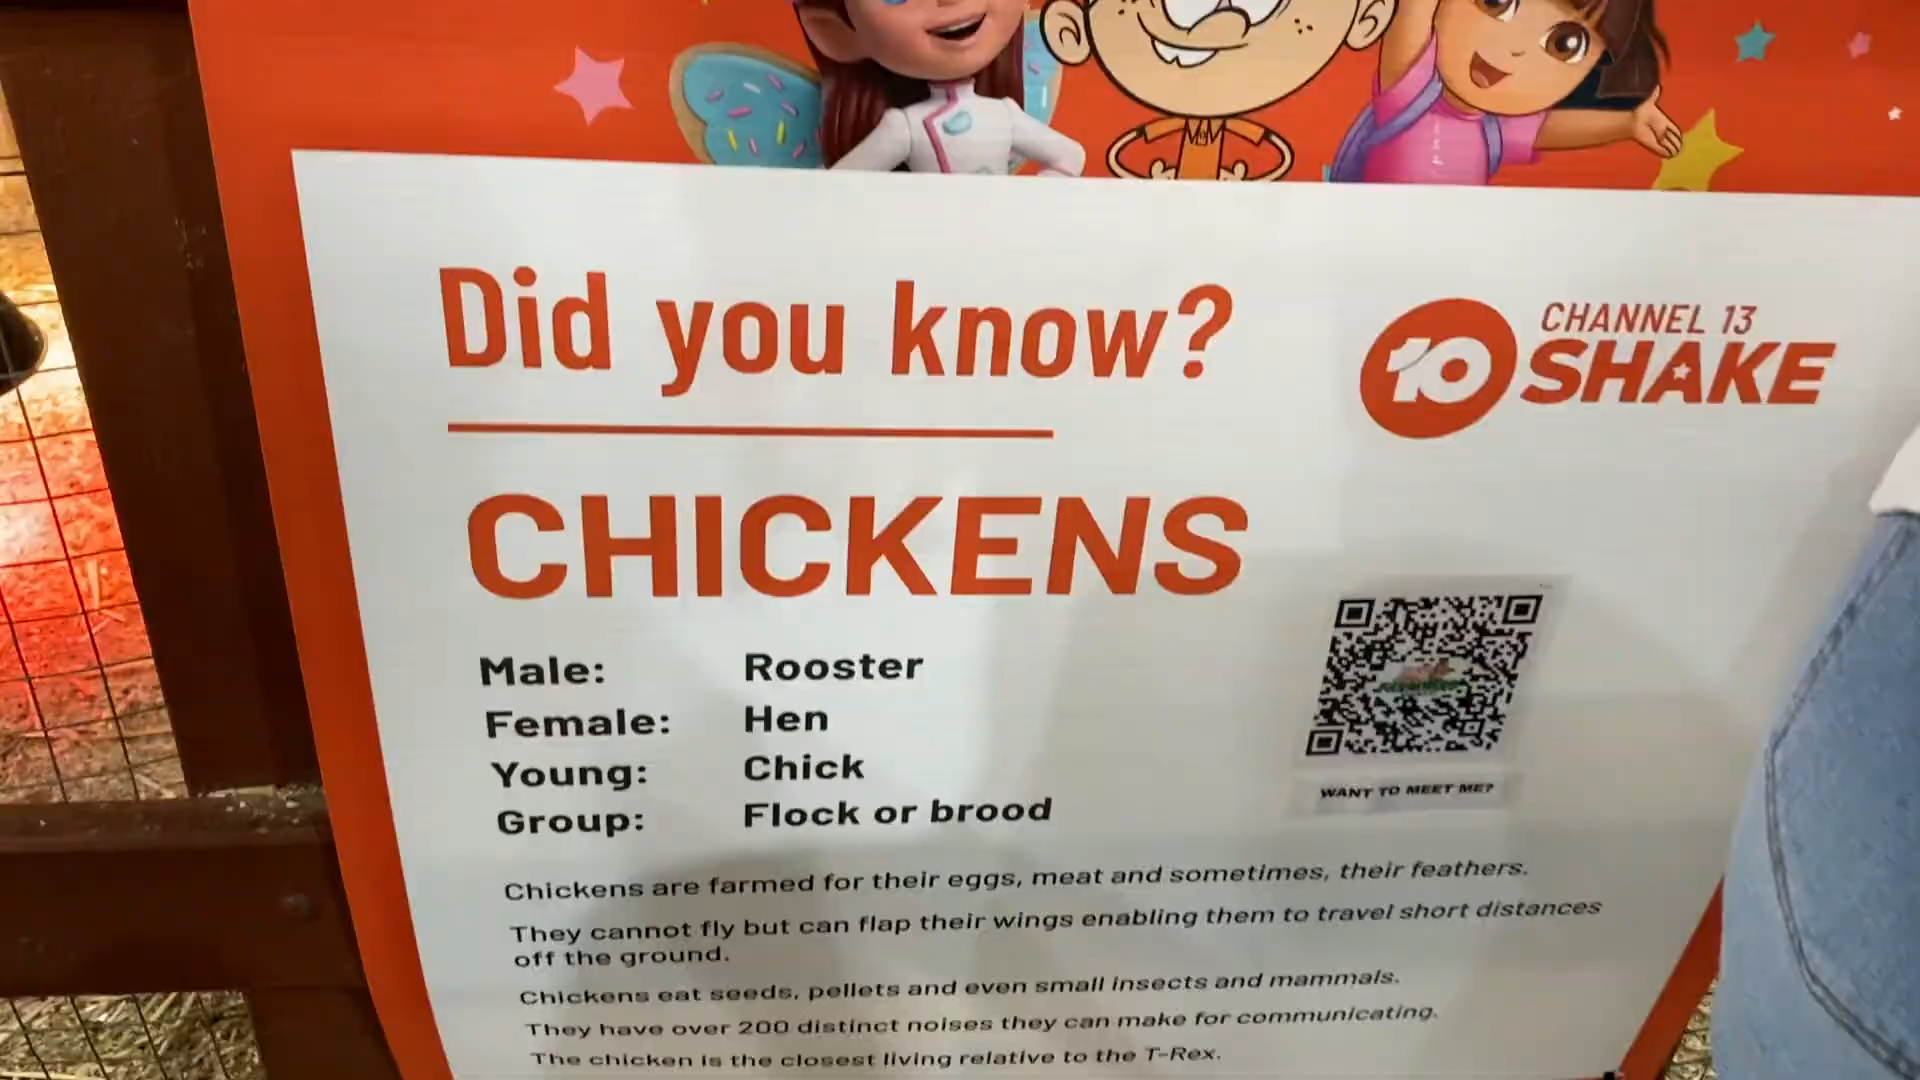 Did you know?
10 CHANNEL 13
SHAKE
CHICKENS
Male: Rooster
Female: Hen
Young: Chick
Group: Flock or brood
WANT TO MEET ME?
Chickens are farmed for their eggs, meat and sometimes, their feathers.
They cannot fly but can flap their wings enabling them to travel short distances
off the ground.
Chickens eat seeds, pellets and even small insects and mammals.
They have over 200 distinct noises they can make for communicating.
The chicken is the closest living relative to the T-Rex.